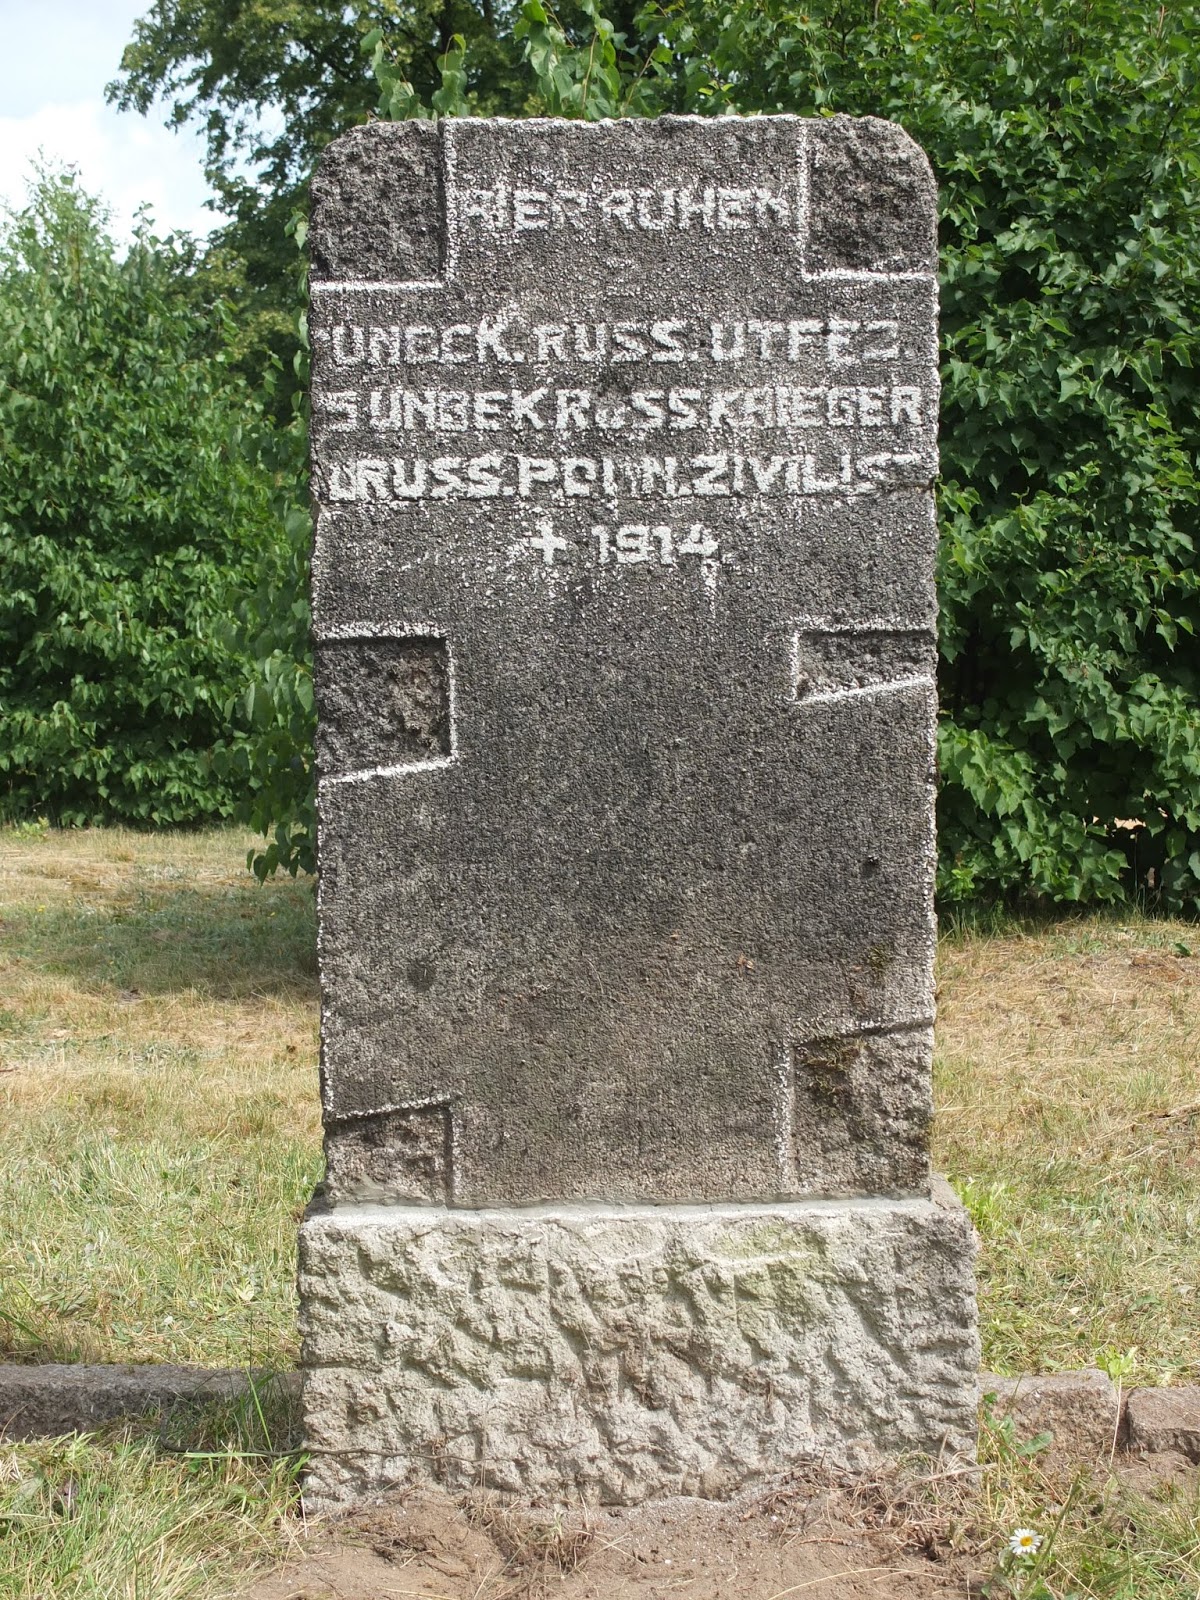 HIER RUHEN
UNBEK. RUSS. UTFFZ.
5 UNBEK RUSS KRIEGER
U RUSS. POLN. ZIVILIST
✝ 1914